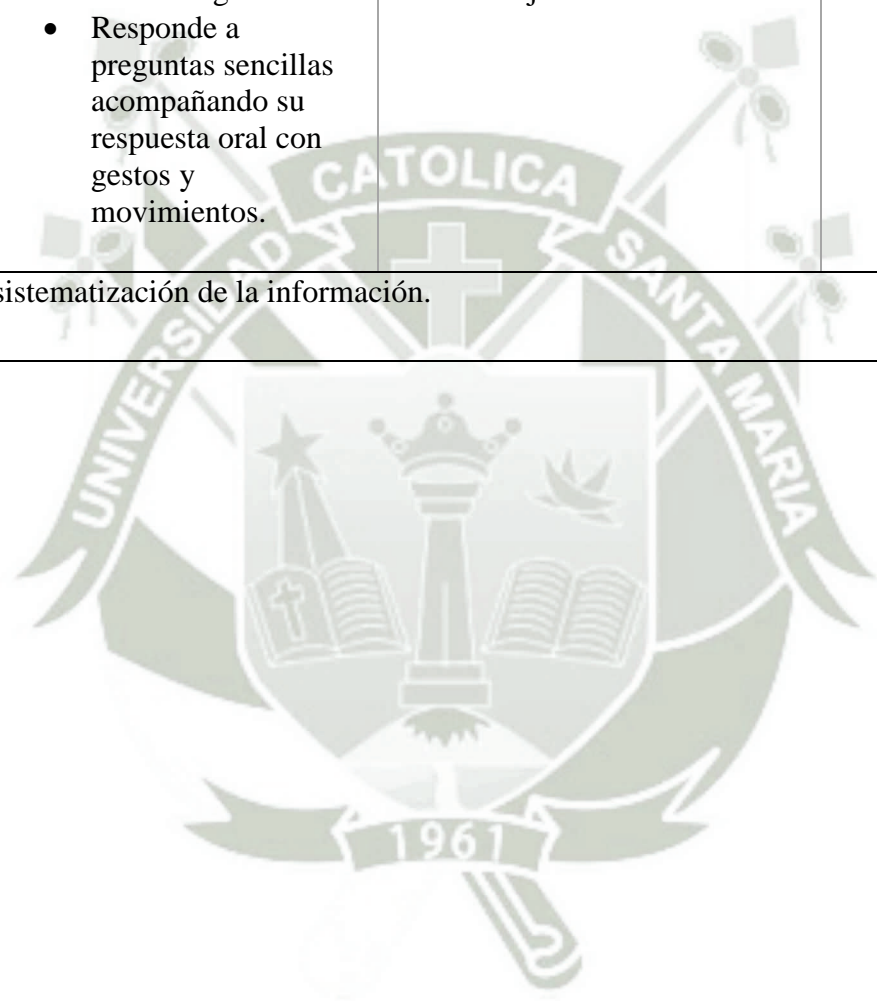 • Responde a
preguntas sencillas
acompañando su
respuesta oral con
gestos y
movimientos.
sistematización de la información.
UNIVERSIDAD CATOLICA SANTA MARIA
1961